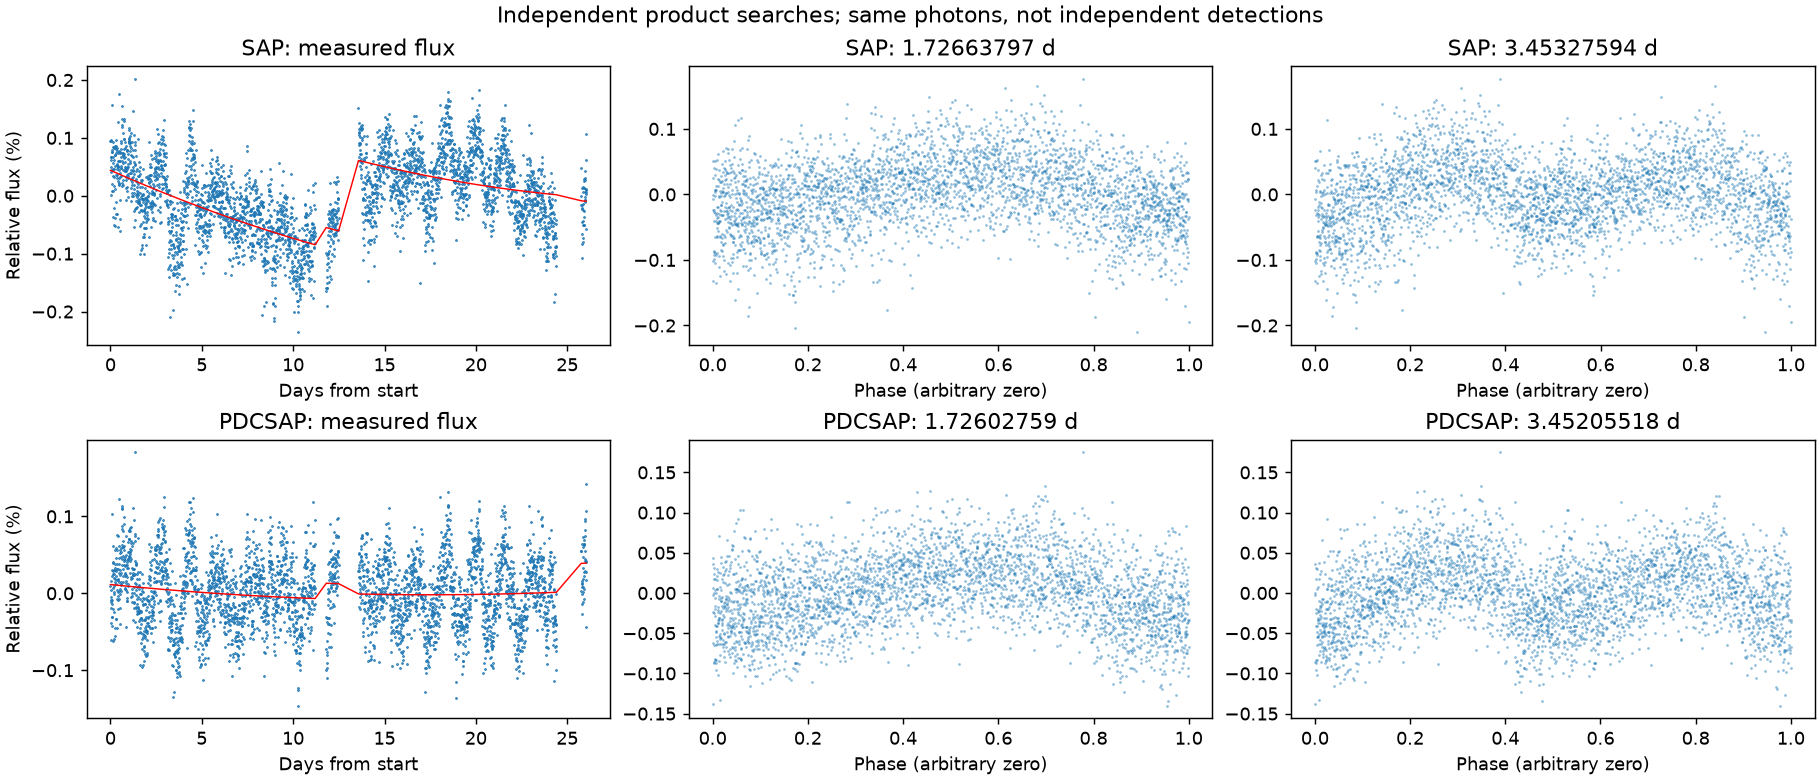 Independent product searches; same photons, not independent detections
SAP: measured flux
SAP: 1.72663797 d
SAP: 3.45327594 d
Relative flux (%)
0.2
0.1
0.0
−0.1
−0.2
0 5 10 15 20 25
Days from start
0.1
0.0
−0.1
−0.2
0.0 0.2 0.4 0.6 0.8 1.0
Phase (arbitrary zero)
0.1
0.0
−0.1
−0.2
0.0 0.2 0.4 0.6 0.8 1.0
Phase (arbitrary zero)
PDCSAP: measured flux
PDCSAP: 1.72602759 d
PDCSAP: 3.45205518 d
Relative flux (%)
0.1
0.0
−0.1
0 5 10 15 20 25
Days from start
0.15
0.10
0.05
0.00
−0.05
−0.10
−0.15
0.0 0.2 0.4 0.6 0.8 1.0
Phase (arbitrary zero)
0.15
0.10
0.05
0.00
−0.05
−0.10
−0.15
0.0 0.2 0.4 0.6 0.8 1.0
Phase (arbitrary zero)